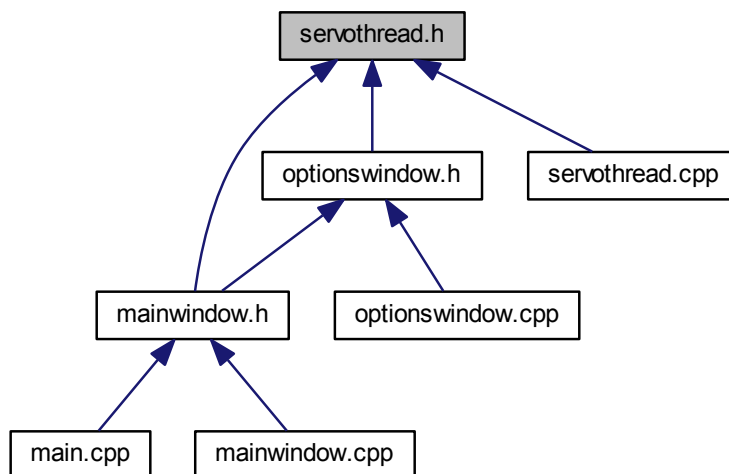 servothread.h
optionswindow.h
servothread.cpp
mainwindow.h
optionswindow.cpp
main.cpp
mainwindow.cpp